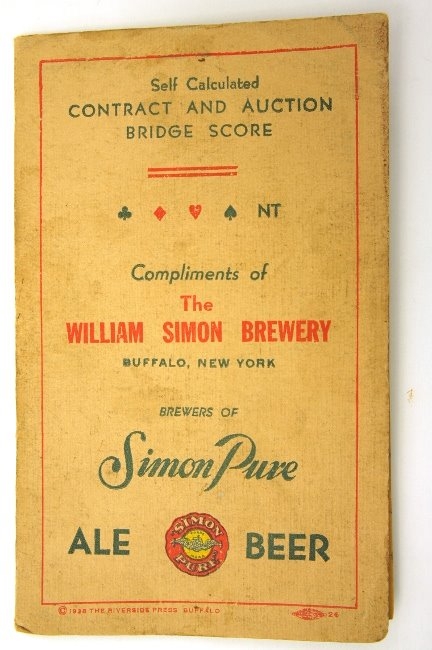 Self Calculated
CONTRACT AND AUCTION
BRIDGE SCORE
♣ ♦ ♥ ♠ NT
Compliments of
The
WILLIAM SIMON BREWERY
BUFFALO, NEW YORK
BREWERS OF
Simon Pure
ALE
SIMON
PURE
BEER
THE RIVERSIDE PRESS BUFFALO
26